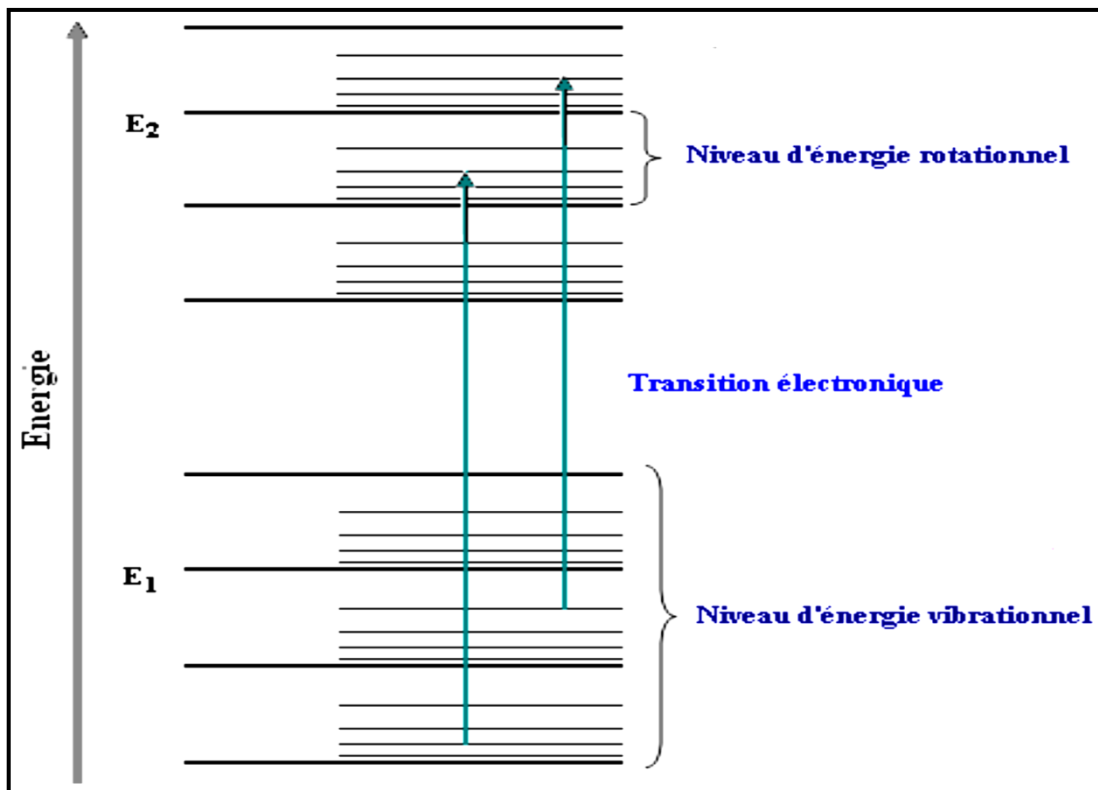 E2
Niveau d'énergie rotationnel
Energie
Transition électronique
E1
Niveau d'énergie vibrationnel